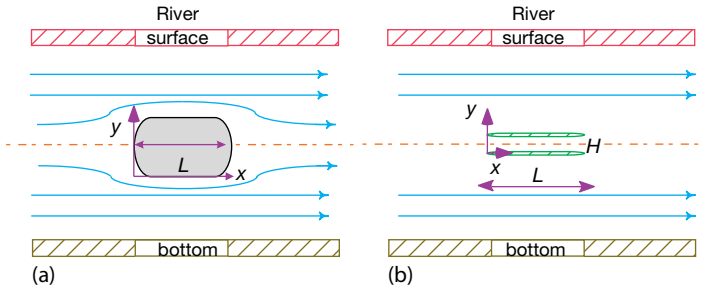 River
surface
y
L
x
bottom
(a)
River
surface
y
H
x
L
bottom
(b)